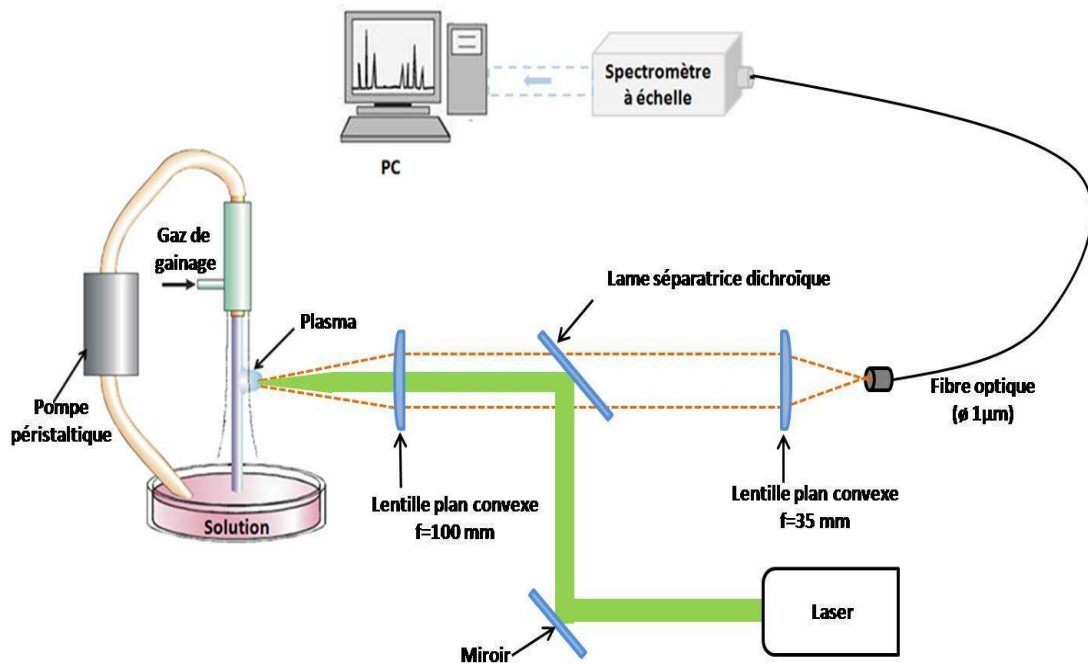 Spectromètre
à échelle
PC
Gaz de
gainage
Plasma
Lame séparatrice dichroïque
Pompe
péristaltique
Fibre optique
(ø 1µm)
Lentille plan convexe
f=100 mm
Lentille plan convexe
f=35 mm
Solution
Laser
Miroir